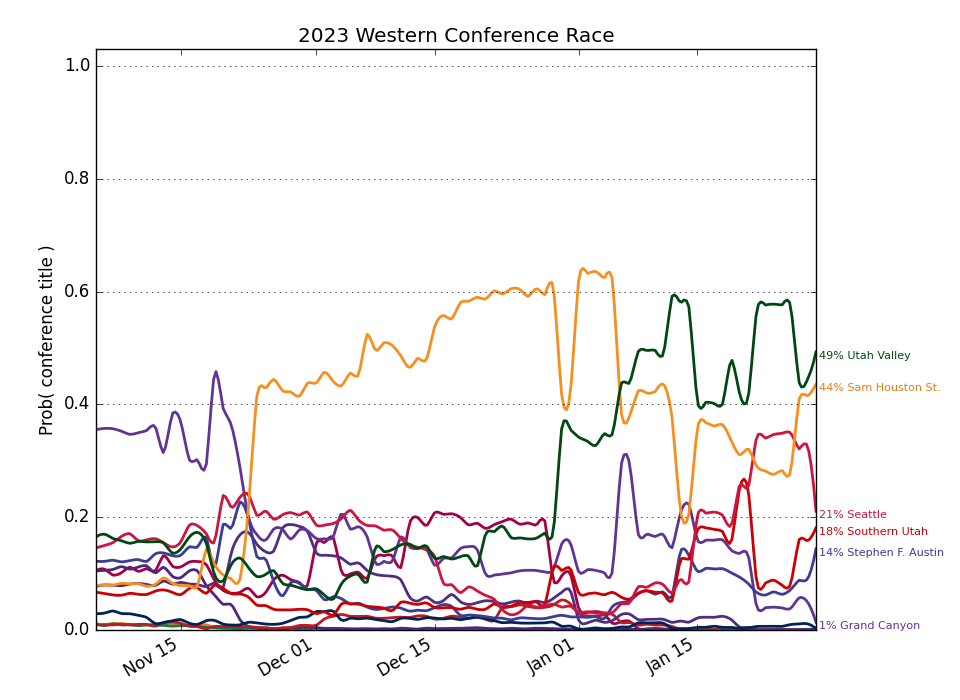 2023 Western Conference Race
1.0
0.8
0.6
0.4
0.2
0.0
Prob( conference title )
49% Utah Valley
44% Sam Houston St.
21% Seattle
18% Southern Utah
14% Stephen F. Austin
1% Grand Canyon
Nov 15
Dec 01
Dec 15
Jan 01
Jan 15